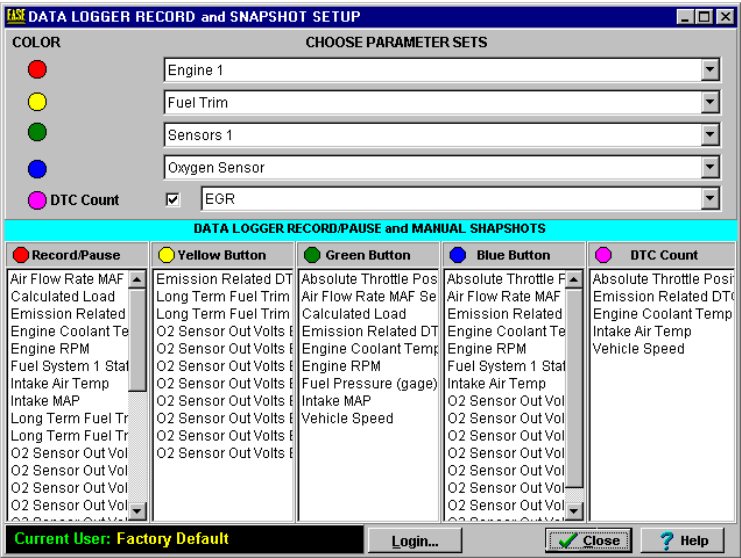 EASE DATA LOGGER RECORD and SNAPSHOT SETUP
COLOR CHOOSE PARAMETER SETS
Engine 1
Fuel Trim
Sensors 1
Oxygen Sensor
DTC Count EGR
DATA LOGGER RECORD/PAUSE and MANUAL SHAPSHOTS
Record/Pause
Air Flow Rate MAF
Calculated Load
Emission Related
Engine Coolant Te
Engine RPM
Fuel System 1 Stat
Intake Air Temp
Intake MAP
Long Term Fuel Tr
Long Term Fuel Tr
O2 Sensor Out Vol
O2 Sensor Out Vol
O2 Sensor Out Vol
O2 Sensor Out Vol
Yellow Button
Emission Related DT
Long Term Fuel Trim
Long Term Fuel Trim
O2 Sensor Out Volts B
O2 Sensor Out Volts B
O2 Sensor Out Volts B
O2 Sensor Out Volts B
O2 Sensor Out Volts B
O2 Sensor Out Volts B
O2 Sensor Out Volts B
O2 Sensor Out Volts B
Green Button
Absolute Throttle Pos
Air Flow Rate MAF Se
Calculated Load
Emission Related DT
Engine Coolant Temp
Engine RPM
Fuel Pressure (gage)
Intake MAP
Vehicle Speed
Blue Button
Absolute Throttle P
Air Flow Rate MAF
Emission Related
Engine Coolant Te
Engine RPM
Fuel System 1 Stat
Intake Air Temp
O2 Sensor Out Vol
O2 Sensor Out Vol
O2 Sensor Out Vol
O2 Sensor Out Vol
O2 Sensor Out Vol
O2 Sensor Out Vol
O2 Sensor Out Vol
DTC Count
Absolute Throttle Posit
Emission Related DTC
Engine Coolant Temp
Intake Air Temp
Vehicle Speed
Current User: Factory Default
Login...
Close
? Help